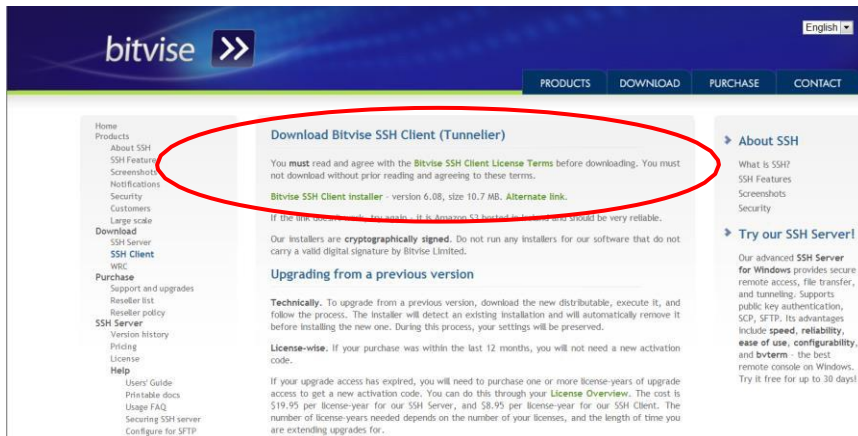 English
bitvise
PRODUCTS DOWNLOAD PURCHASE CONTACT
Home
Products
About SSH
SSH Feature
Screenshots
Notifications
Security
Customers
Large scale
Download
SSH Server
SSH Client
WRC
Purchase
Support and upgrades
Reseller list
Reseller policy
SSH Server
Version history
Pricing
License
Help
Users' Guide
Printable docs
Usage FAQ
Securing SSH server
Configure for SFTP
Download Bitvise SSH Client (Tunnelier)
You must read and agree with the Bitvise SSH Client License Terms before downloading. You must
not download without prior reading and agreeing to these terms.
Bitvise SSH Client installer - version 6.08, size 10.7 MB. Alternate link.
If the link doesn't work, try again - it is Amazon S3 hosted in and should be very reliable.
Our installers are cryptographically signed. Do not run any installers for our software that do not
carry a valid digital signature by Bitvise Limited.
Upgrading from a previous version
Technically. To upgrade from a previous version, download the new distributable, execute it, and
follow the process. The installer will detect an existing installation and will automatically remove it
before installing the new one. During this process, your settings will be preserved.
License-wise. If your purchase was within the last 12 months, you will not need a new activation
code.
If your upgrade access has expired, you will need to purchase one or more license-years of upgrade
access to get a new activation code. You can do this through your License Overview. The cost is
$19.95 per license-year for our SSH Server, and $8.95 per license-year for our SSH Client. The
number of license-years needed depends on the number of your licenses, and the length of time you
are extending upgrades for.
About SSH
What is SSH?
SSH Features
Screenshots
Security
Try our SSH Server!
Our advanced SSH Server
for Windows provides secure
remote access, file transfer,
and tunneling. Supports
public key authentication,
SCP, SFTP. Its advantages
include speed, reliability,
ease of use, configurability,
and bvterm - the best
remote console on Windows.
Try it free for up to 30 days!